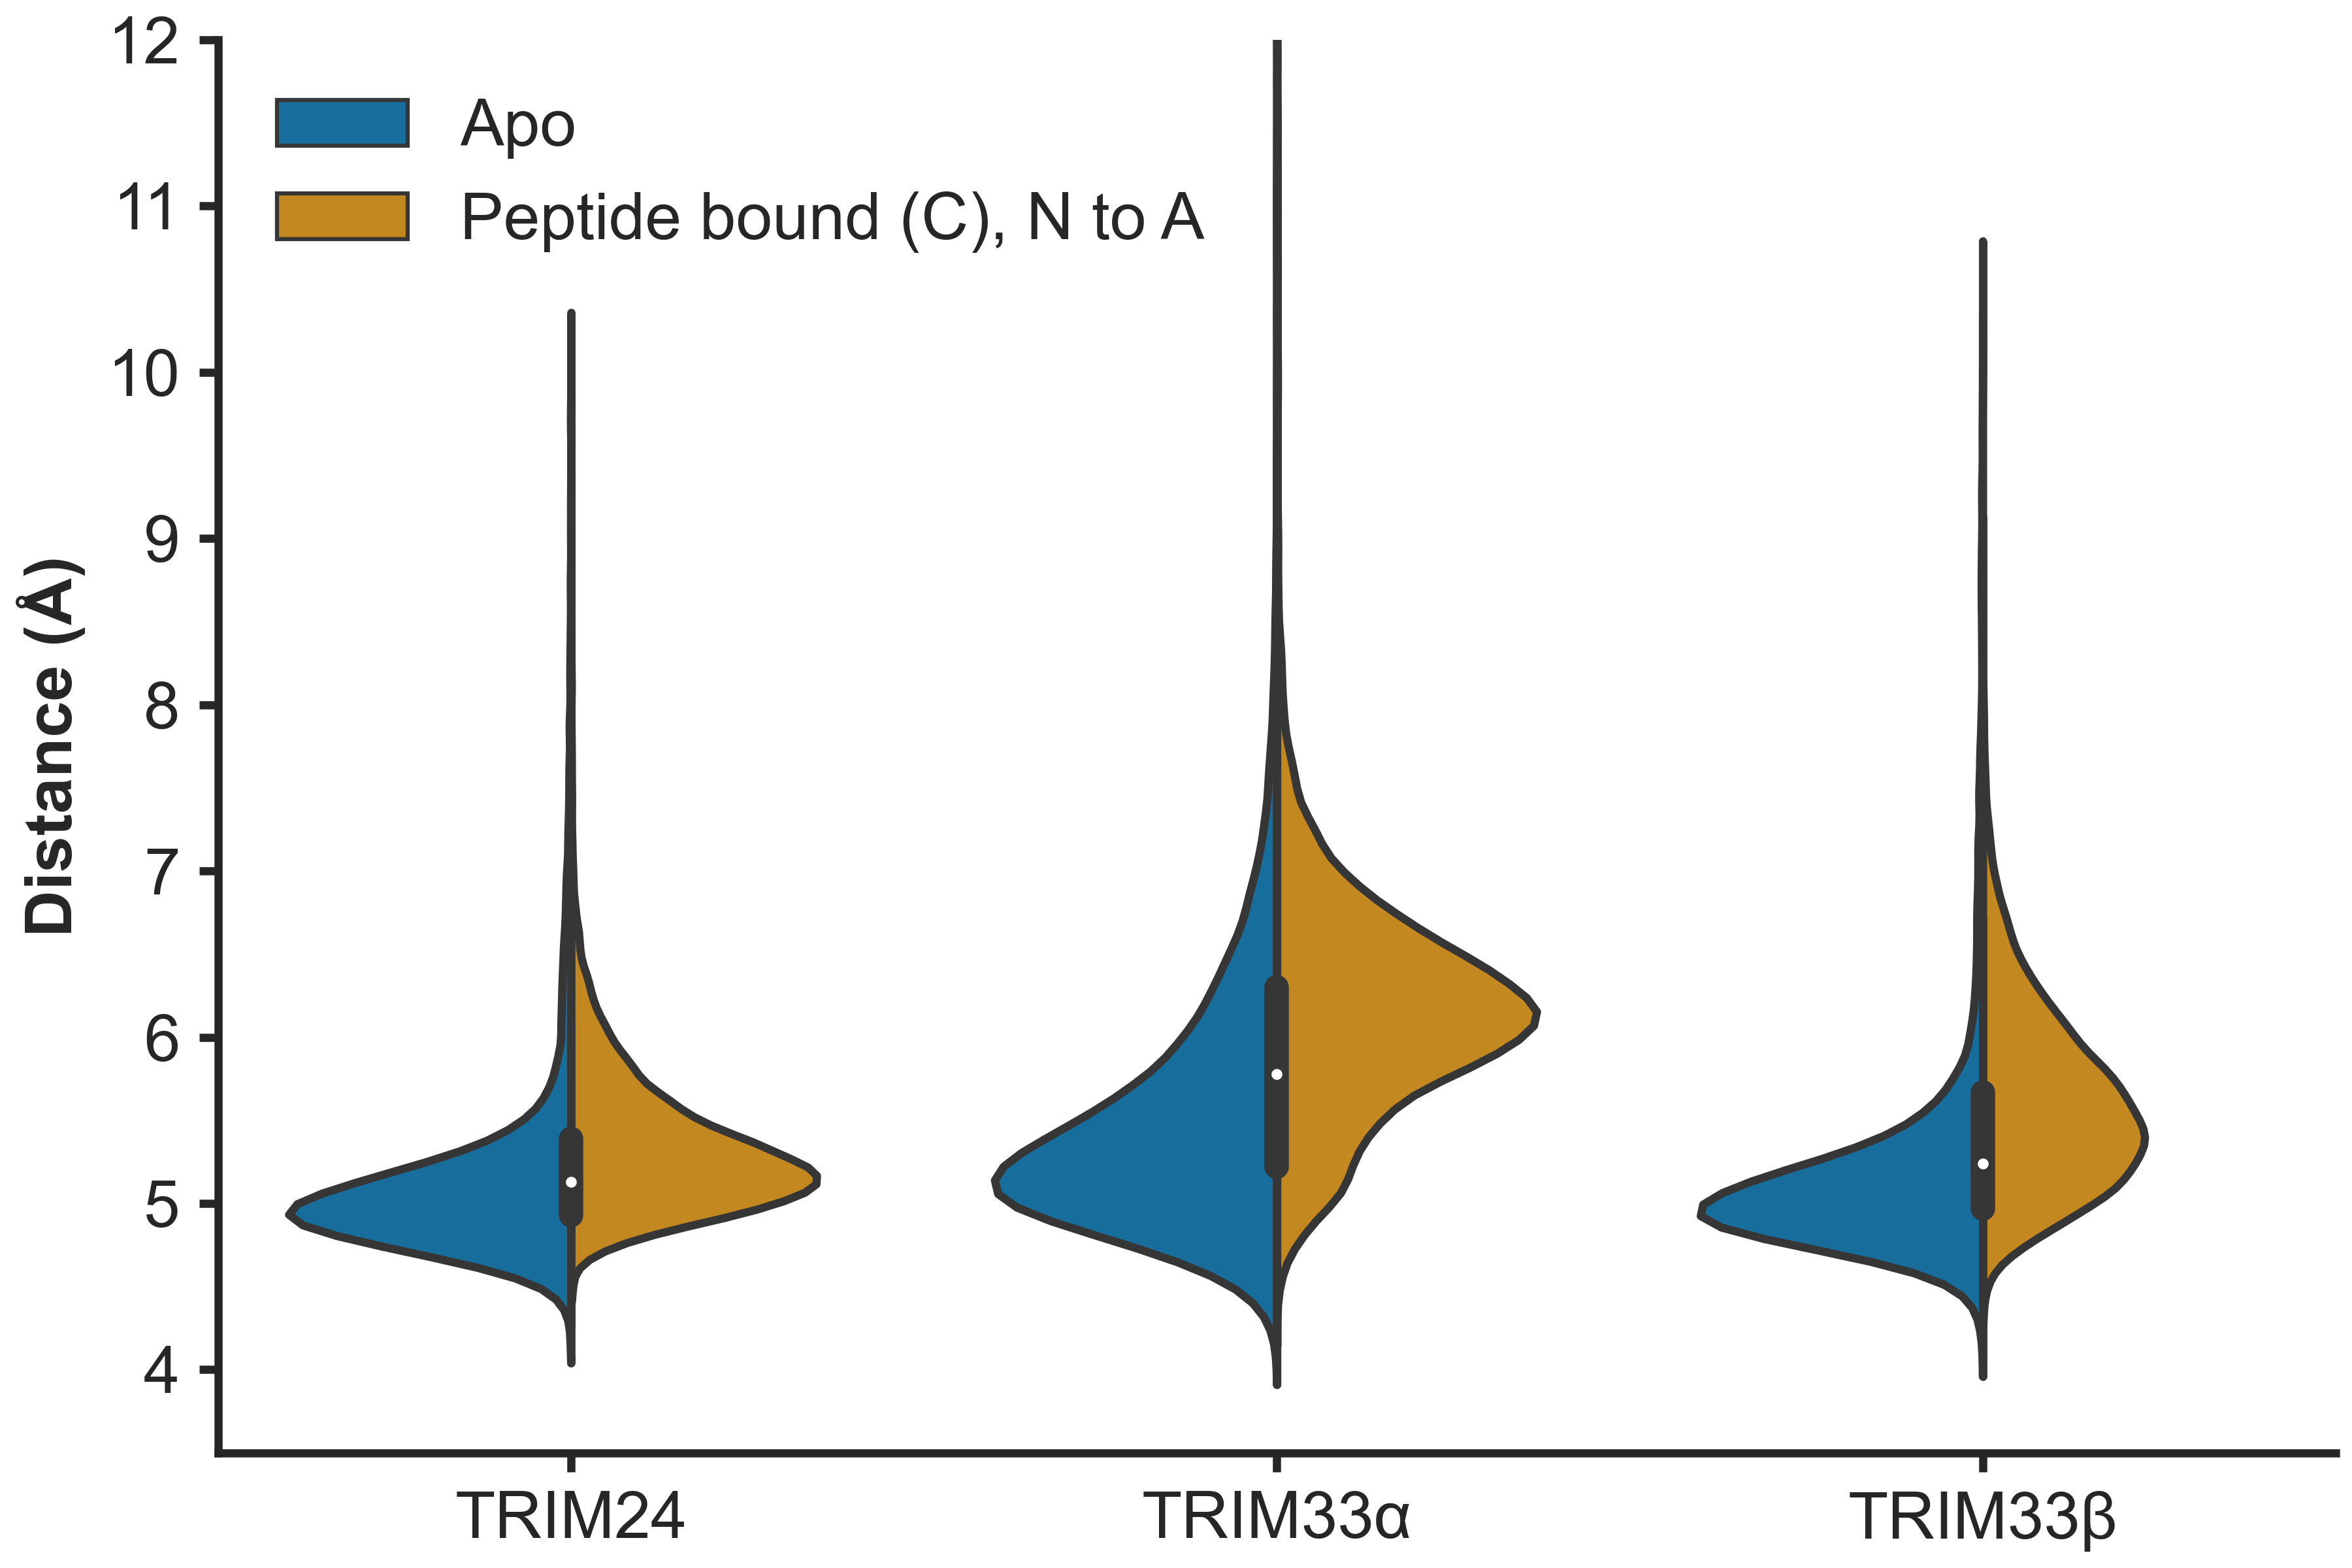 12
11
10
9
8
7
6
5
4
Distance (Å)
Apo
Peptide bound (C), N to A
TRIM24
TRIM33α
TRIM33β